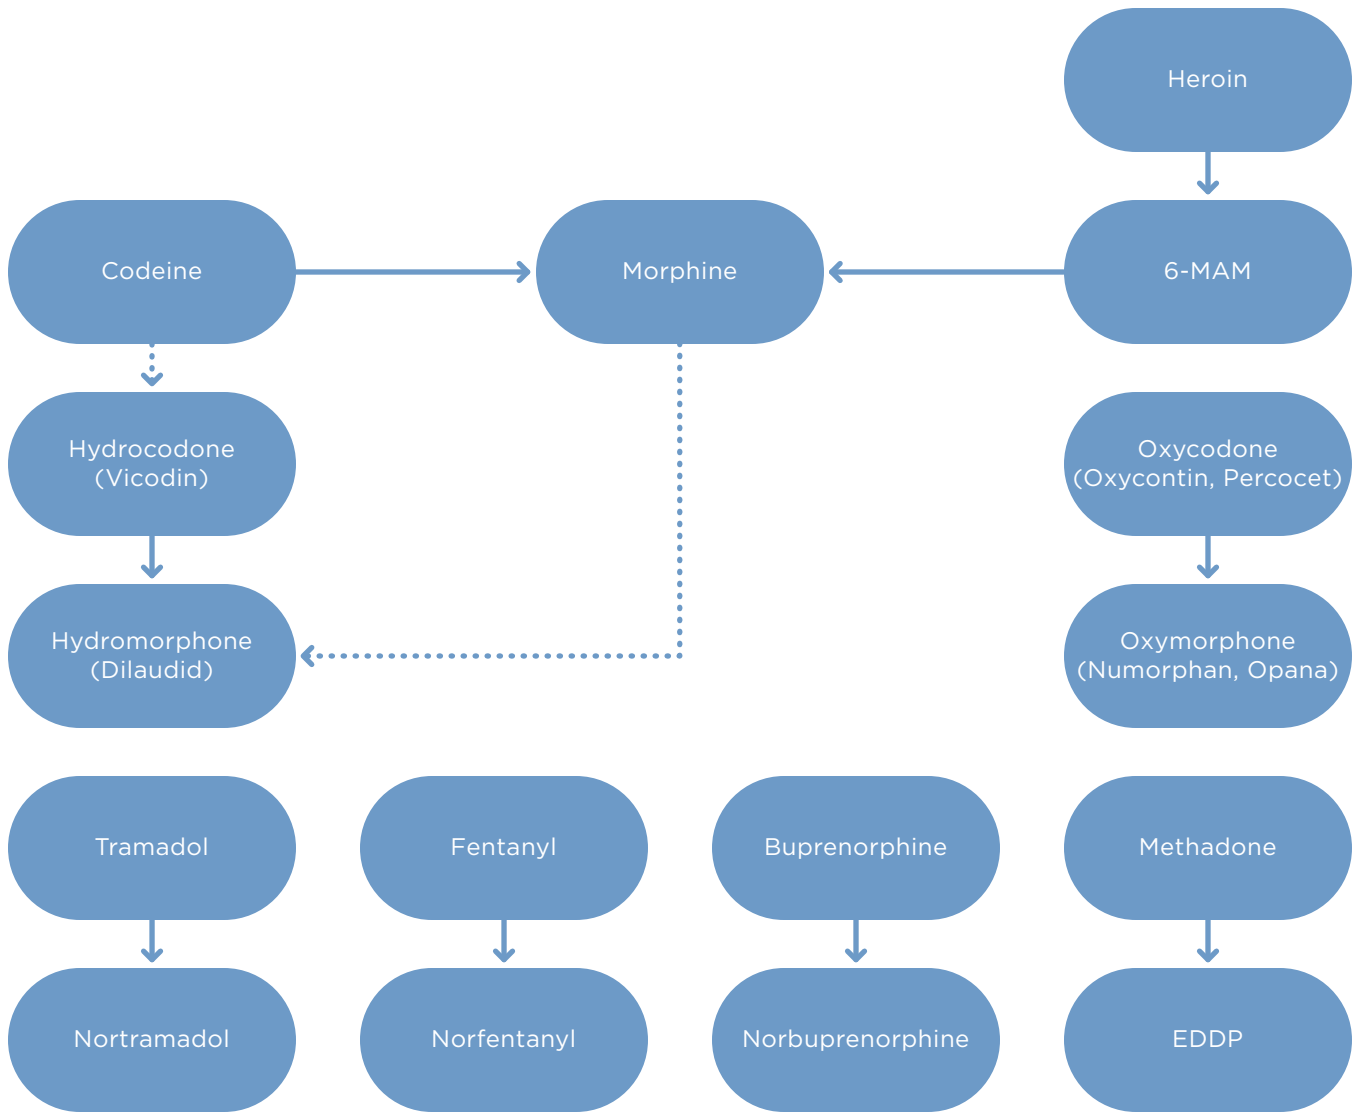 Heroin
Codeine
Morphine
6-MAM
Hydrocodone
(Vicodin)
Oxycodone
(Oxycontin, Percocet)
Hydromorphone
(Dilaudid)
Oxymorphone
(Numorphan, Opana)
Tramadol
Fentanyl
Buprenorphine
Methadone
Nortramadol
Norfentanyl
Norbuprenorphine
EDDP